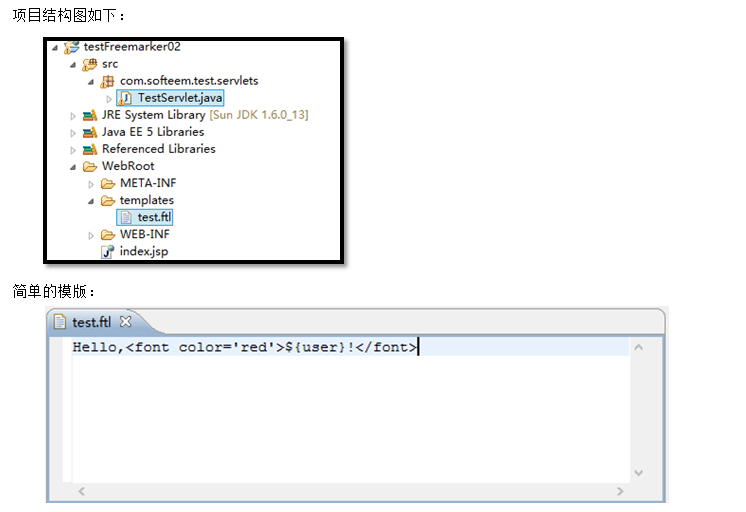 项目结构图如下：
testFreemarker02
src
com.softeem.test.servlets
TestServlet.java
JRE System Library [Sun JDK 1.6.0_13]
Java EE 5 Libraries
Referenced Libraries
WebRoot
META-INF
templates
test.ftl
WEB-INF
index.jsp
简单的模版：
test.ftl
Hello,<font color='red'>${user}!</font>